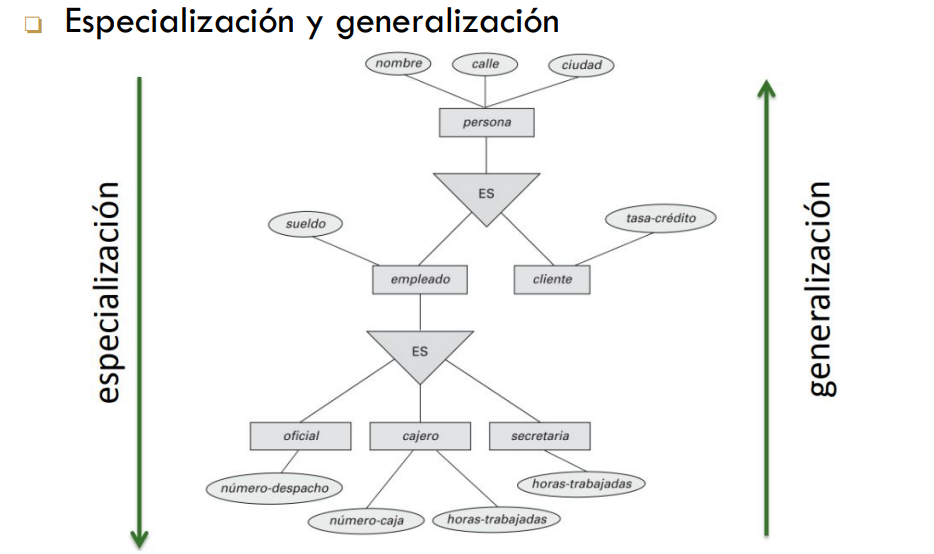 Especialización y generalización
nombre
calle
ciudad
persona
ES
sueldo
tasa-crédito
empleado
cliente
ES
oficial
cajero
secretaria
número-despacho
horas-trabajadas
número-caja
horas-trabajadas
especialización
generalización